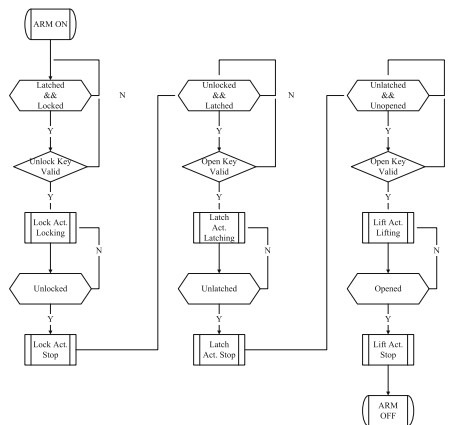 ARM ON
Latched
&&
Locked
N
Y
Unlock Key
Valid
Y
Lock Act.
Locking
N
Unlocked
Y
Lock Act.
Stop
Unlocked
&&
Latched
N
Y
Open Key
Valid
Y
Latch
Act.
Latching
N
Unlatched
Y
Latch
Act. Stop
Unlatched
&&
Unopened
Y
Open Key
Valid
Y
Lift Act.
Lifting
N
Opened
Y
Lift Act.
Stop
ARM
OFF